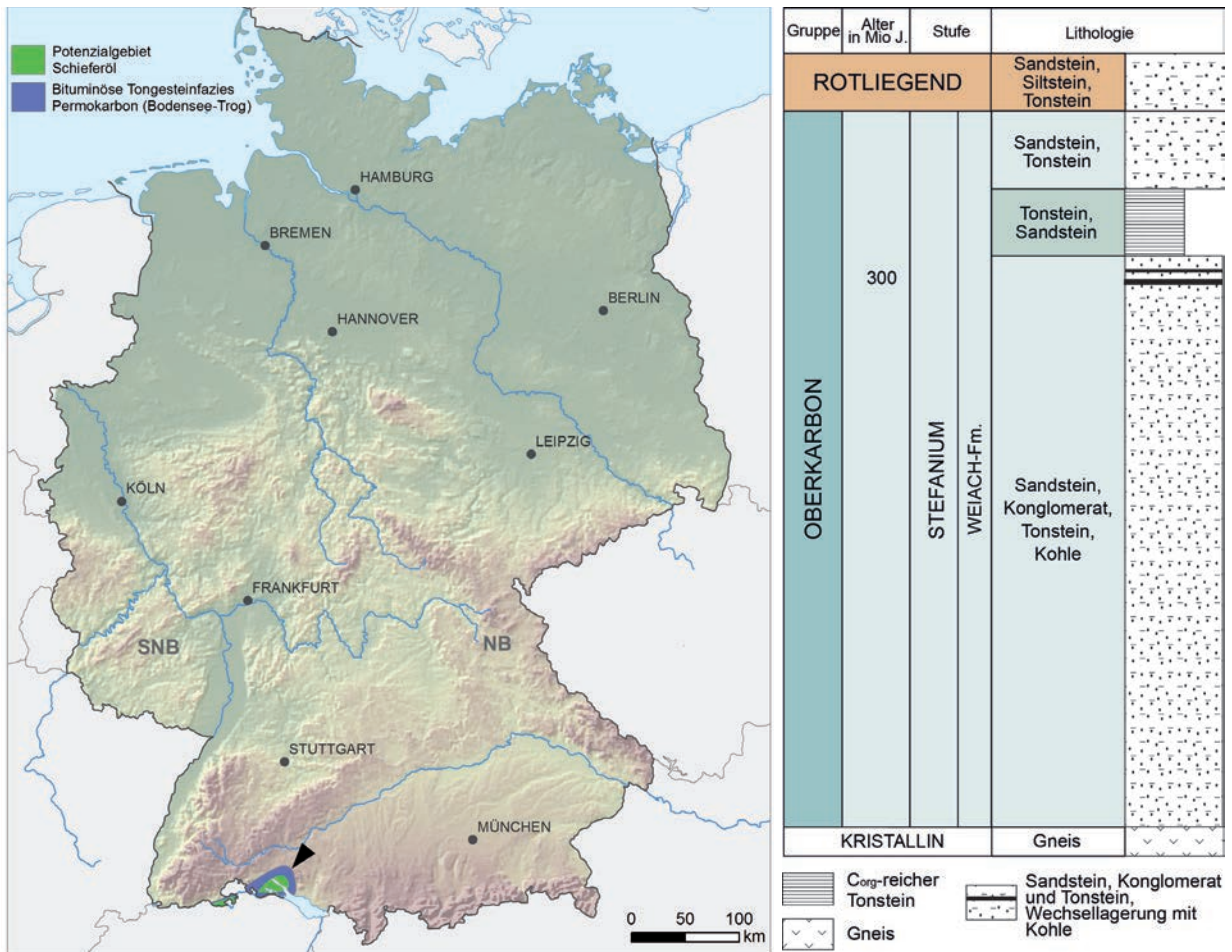 Potenzialgebiet
Schieferöl
Bituminöse Tongesteinfazies
Permokarbon (Bodensee-Trog)
HAMBURG
BREMEN
BERLIN
HANNOVER
LEIPZIG
KÖLN
FRANKFURT
SNB
NB
STUTTGART
MÜNCHEN
0 50 100
km
Gruppe
Alter
in Mio J.
Stufe
Lithologie
ROTLIEGEND
Sandstein,
Siltstein,
Tonstein
OBERKARBON
300
STEFANIUM
WEIACH-Fm.
Sandstein,
Tonstein
Tonstein,
Sandstein
Sandstein,
Konglomerat,
Tonstein,
Kohle
KRISTALLIN
Gneis
Corg-reicher
Tonstein
Gneis
Sandstein, Konglomerat
und Tonstein,
Wechsellagerung mit
Kohle